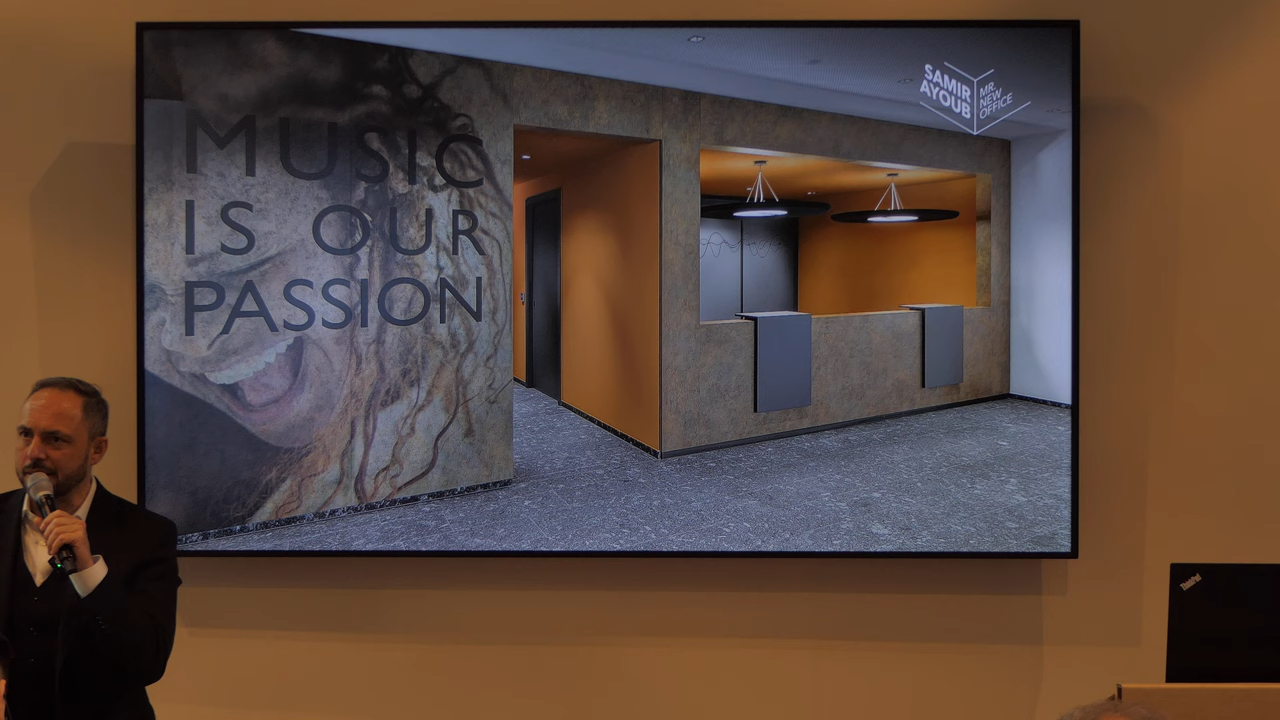 MUSIC
IS OUR
PASSION
SAMIR
AYOUB
MR.
NEW
OFFICE
ThinkPad